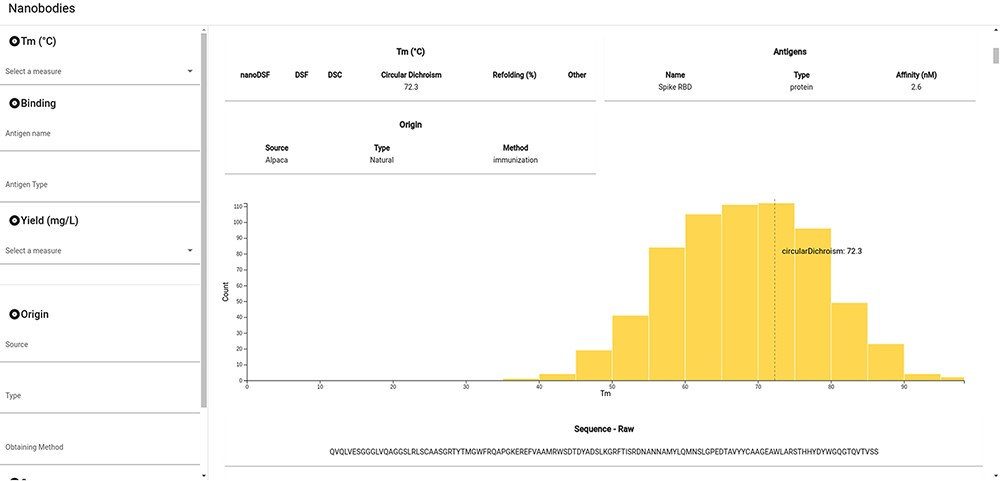 Nanobodies
Tm (°C)
Select a measure
Binding
Antigen name
Antigen Type
Yield (mg/L)
Select a measure
Origin
Source
Type
Obtaining Method
Tm (°C)
nanoDSF DSF DSC Circular Dichroism Refolding (%) Other
72.3
Antigens
Name Type Affinity (nM)
Spike RBD protein 2.6
Origin
Source Type Method
Alpaca Natural immunization
110
100
90
80
70
60
50
40
30
20
10
0
Count
circularDichroism: 72.3
0 10 20 30 40 50 60 70 80 90
Tm
Sequence - Raw
QVQLVESGGGLVQAGGSLRLSCAASGRTYTMGWFRQAPGKEREFVAAMRWSDTDYADSLKGRFTISRDNANNAMYLQMNSLGPEDTAVYYCAAGEAWLARSTHHYDYWGQGTQVTVSS